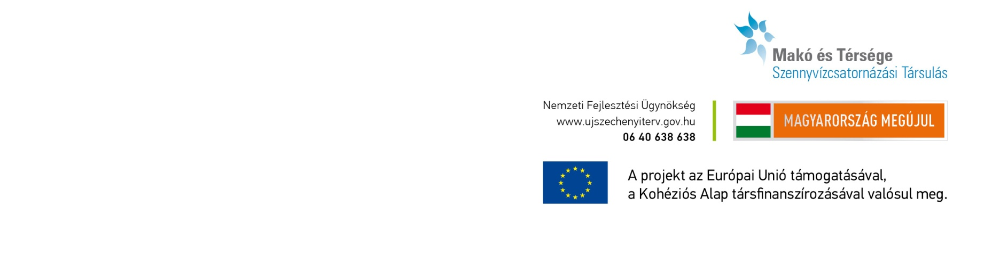 Makó és Térsége
Szennyvízcsatornázási Társulás
Nemzeti Fejlesztési Ügynökség
www.ujszechenyiterv.gov.hu
06 40 638 638
MAGYARORSZÁG MEGÚJUL
A projekt az Európai Unió támogatásával,
a Kohéziós Alap társfinanszírozásával valósul meg.